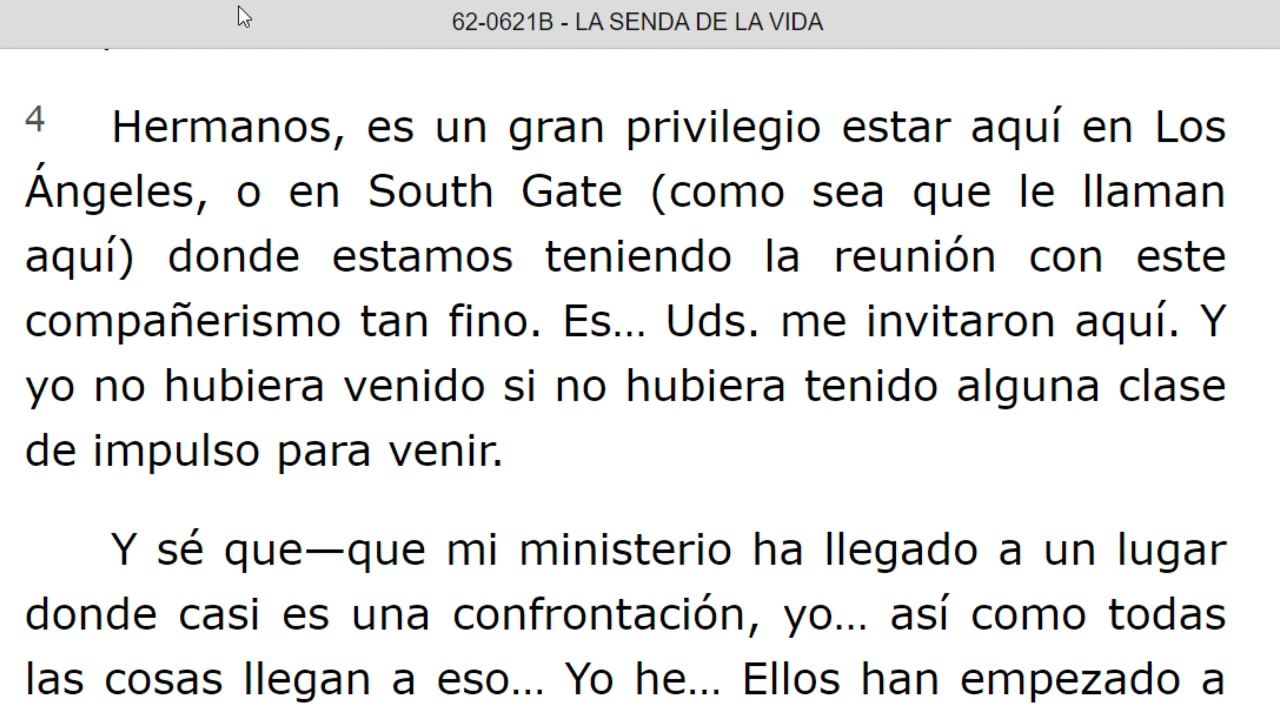 62-0621B - LA SENDA DE LA VIDA
4 Hermanos, es un gran privilegio estar aquí en Los
Ángeles, o en South Gate (como sea que le llaman
aquí) donde estamos teniendo la reunión con este
compañerismo tan fino. Es… Uds. me invitaron aquí. Y
yo no hubiera venido si no hubiera tenido alguna clase
de impulso para venir.
Y sé que—que mi ministerio ha llegado a un lugar
donde casi es una confrontación, yo… así como todas
las cosas llegan a eso… Yo he… Ellos han empezado a